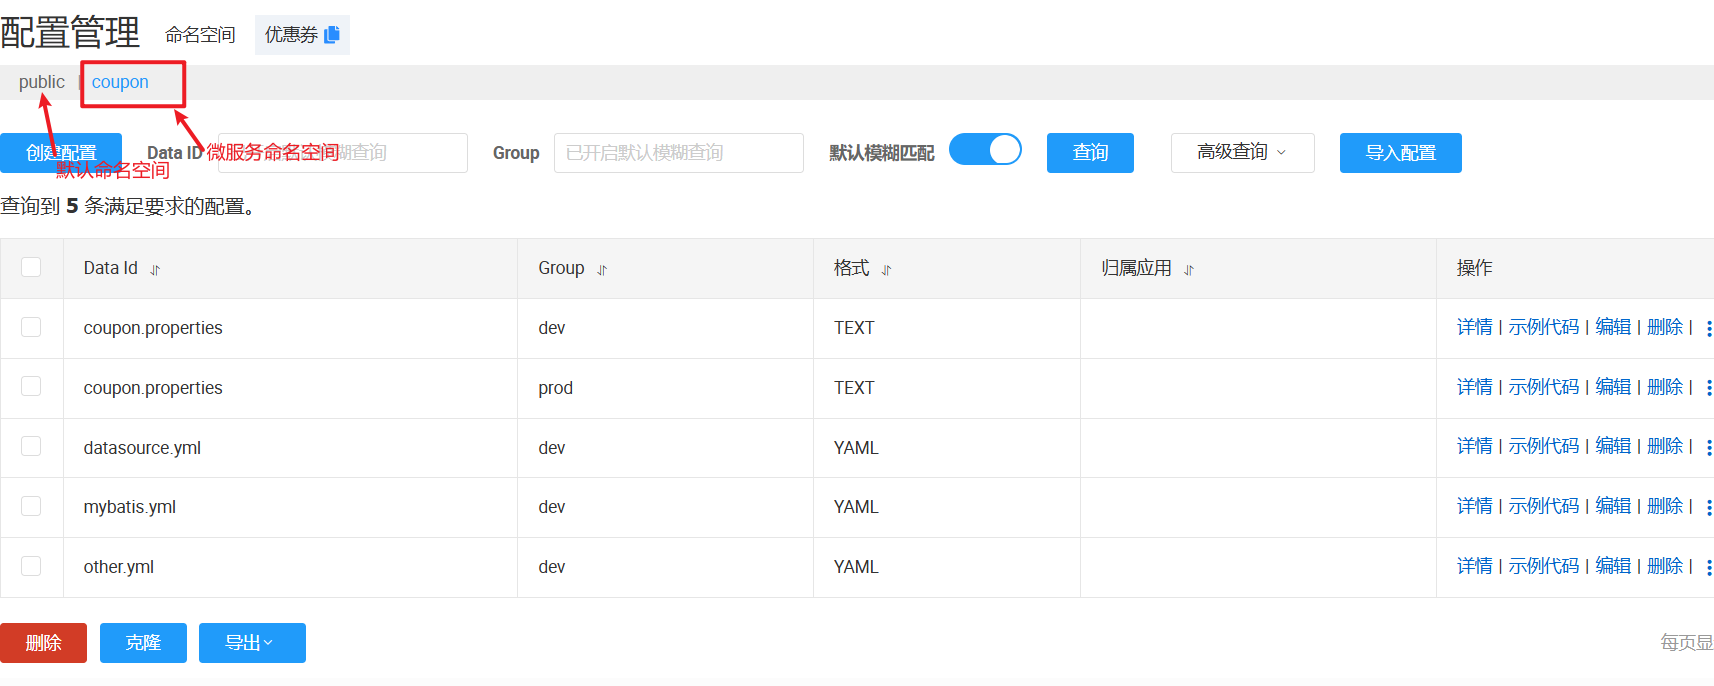 配置管理 命名空间 优惠券
public | coupon
创建配置 Data ID 微服务命名空间 糊查询 Group 已开启默认模糊查询 默认模糊匹配 查询 高级查询 导入配置
默认命名空间
查询到 5 条满足要求的配置。
Data Id Group 格式 归属应用 操作
coupon.properties dev TEXT 详情 | 示例代码 | 编辑 | 删除 |
coupon.properties prod TEXT 详情 | 示例代码 | 编辑 | 删除 |
datasource.yml dev YAML 详情 | 示例代码 | 编辑 | 删除 |
mybatis.yml dev YAML 详情 | 示例代码 | 编辑 | 删除 |
other.yml dev YAML 详情 | 示例代码 | 编辑 | 删除 |
删除 克隆 导出 每页显